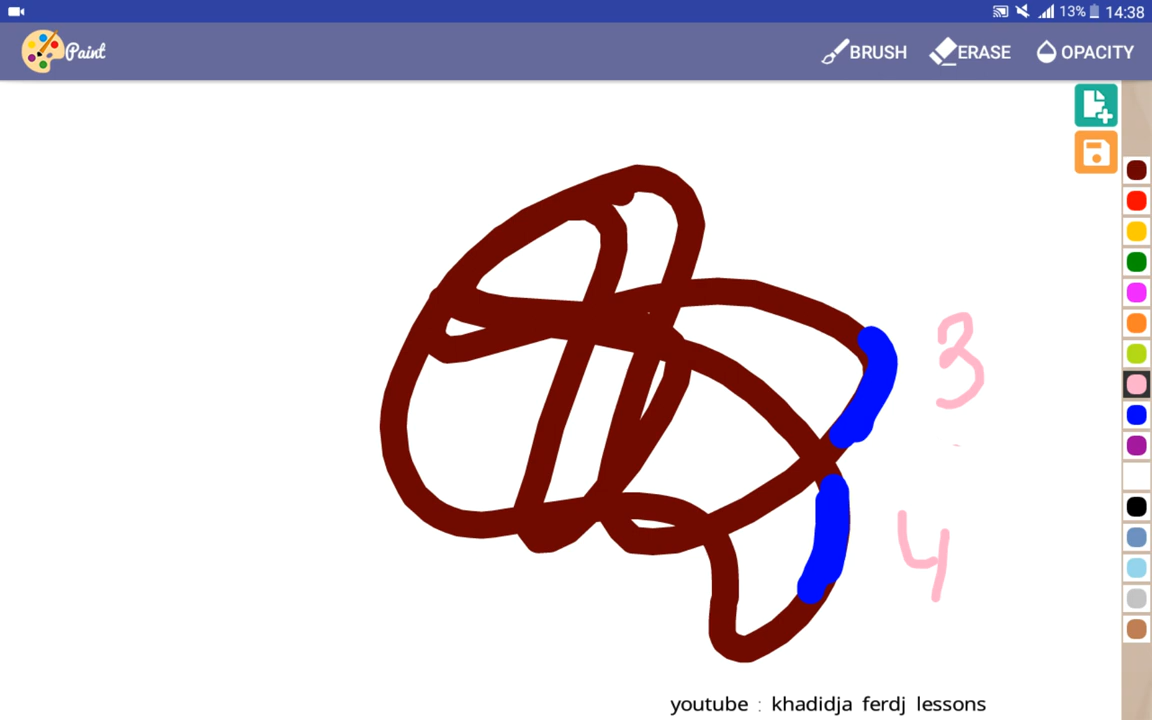 13% 14:38
Paint BRUSH ERASE OPACITY
3
4
youtube : khadidja ferdj lessons